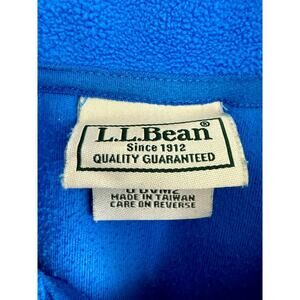 L.L.Bean®
Since 1912
QUALITY GUARANTEED
MADE IN TAIWAN
CARE ON REVERSE